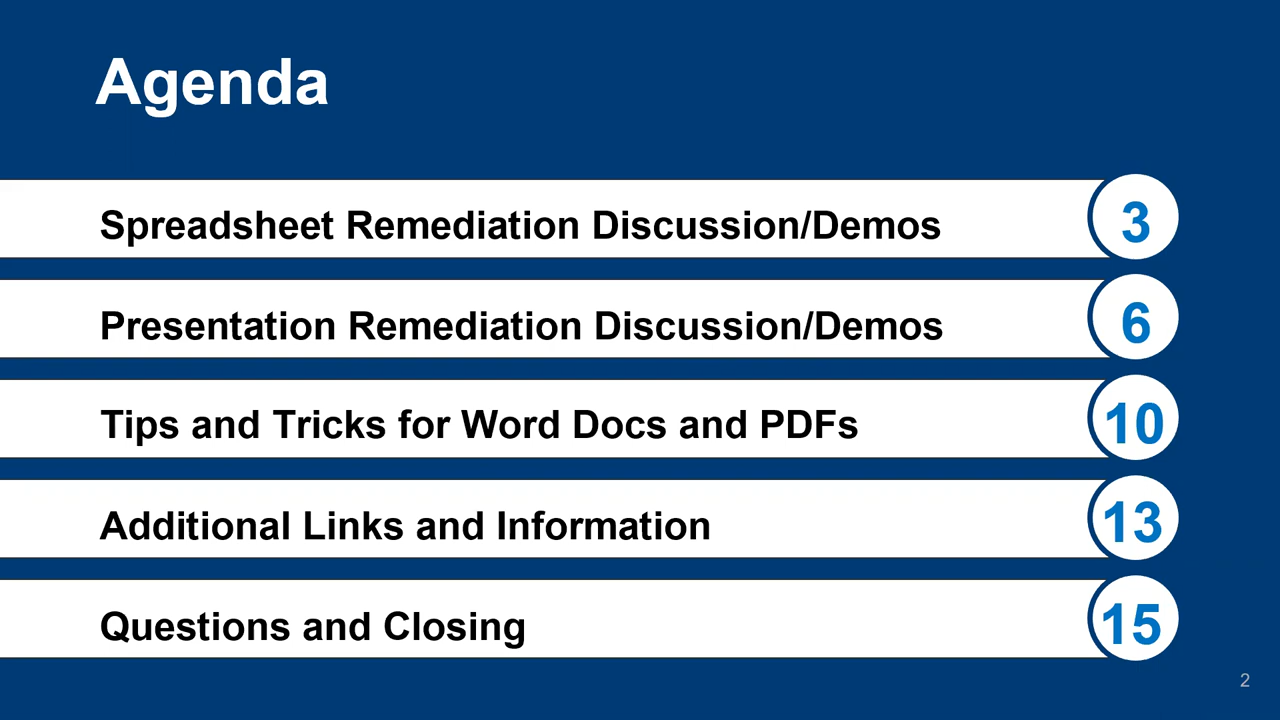 Agenda
Spreadsheet Remediation Discussion/Demos 3
Presentation Remediation Discussion/Demos 6
Tips and Tricks for Word Docs and PDFs 10
Additional Links and Information 13
Questions and Closing 15
2